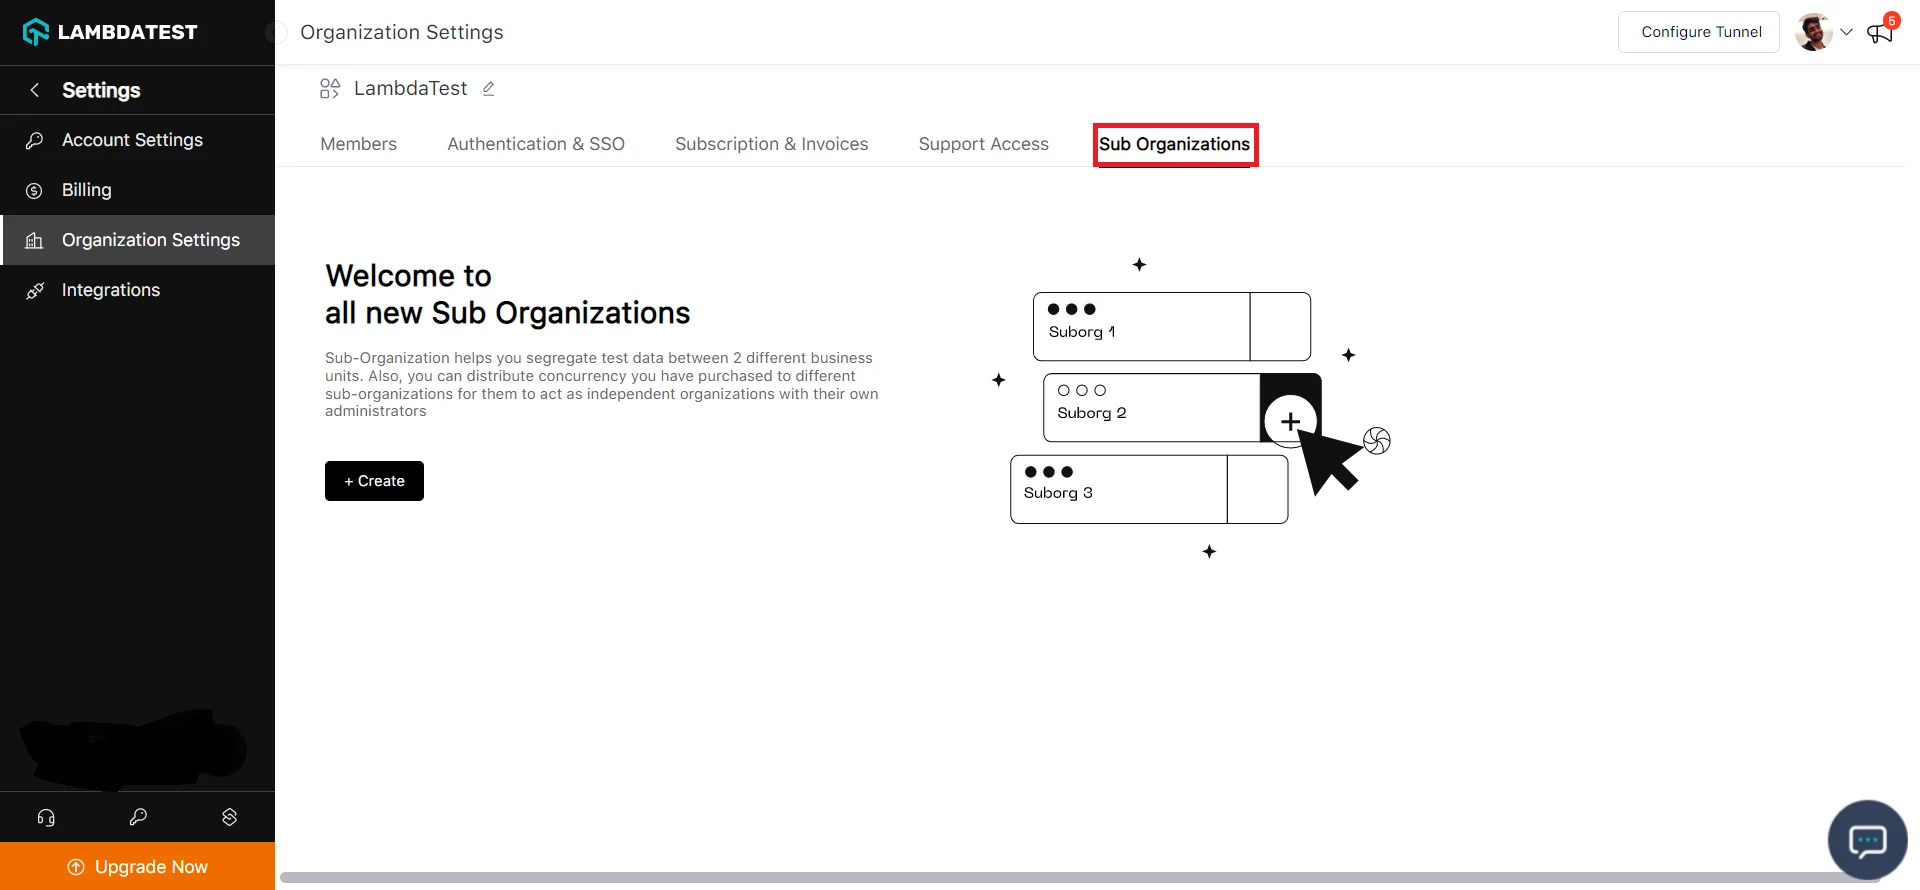 LAMBDATEST
Organization Settings
Configure Tunnel
5
Settings
LambdaTest
Account Settings
Billing
Organization Settings
Integrations
Members
Authentication & SSO
Subscription & Invoices
Support Access
Sub Organizations
Welcome to
all new Sub Organizations
Sub-Organization helps you segregate test data between 2 different business
units. Also, you can distribute concurrency you have purchased to different
sub-organizations for them to act as independent organizations with their own
administrators
+ Create
Suborg 1
Suborg 2
Suborg 3
Upgrade Now